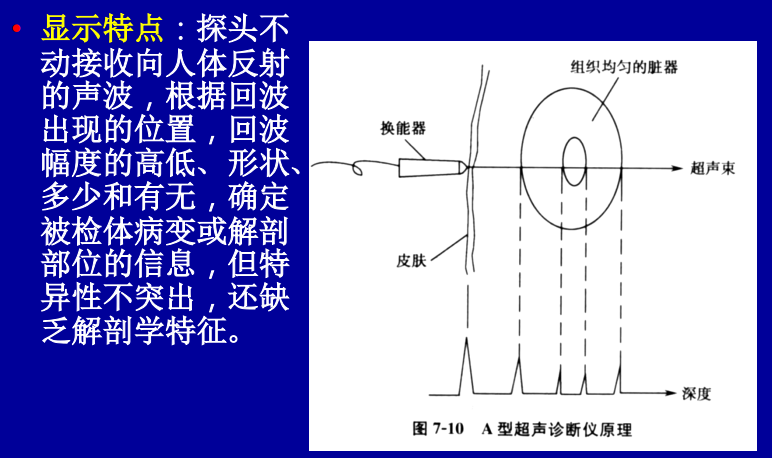 • 显示特点：探头不
动接收向人体反射
的声波，根据回波
出现的位置，回波
幅度的高低、形状、
多少和有无，确定
被检体病变或解剖
部位的信息，但特
异性不突出，还缺
乏解剖学特征。
组织均匀的脏器
换能器
超声束
皮肤
深度
图 7-10 A 型超声诊断仪原理